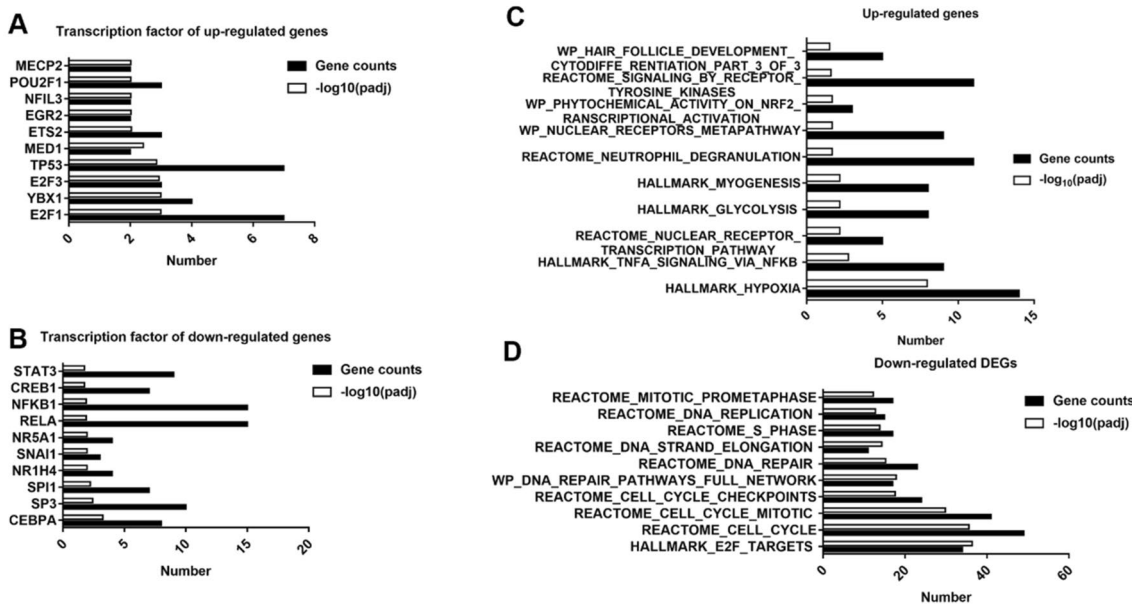 A
Transcription factor of up-regulated genes
MECP2
POU2F1
NFIL3
EGR2
ETS2
MED1
TP53
E2F3
YBX1
E2F1
0 2 4 6 8
Number
Gene counts
-log10(padj)
B
Transcription factor of down-regulated genes
STAT3
CREB1
NFKB1
RELA
NR5A1
SNAI1
NR1H4
SPI1
SP3
CEBPA
0 5 10 15 20
Number
Gene counts
-log10(padj)
C
Up-regulated genes
WP_HAIR_FOLLICLE_DEVELOPMENT_
CYTODIFFE_RENTIATION_PART_3_OF_3
REACTOME_SIGNALING_BY_RECEPTOR_
TYROSINE_KINASES
WP_PHYTOCHEMICAL_ACTIVITY_ON_NRF2_
RANSCRIPTIONAL_ACTIVATION
WP_NUCLEAR_RECEPTORS_METAPATHWAY
REACTOME_NEUTROPHIL_DEGRANULATION
HALLMARK_MYOGENESIS
HALLMARK_GLYCOLYSIS
REACTOME_NUCLEAR_RECEPTOR_
TRANSCRIPTION_PATHWAY
HALLMARK_TNFA_SIGNALING_VIA_NFKB
HALLMARK_HYPOXIA
0 5 10 15
Number
Gene counts
-log10(padj)
D
Down-regulated DEGs
REACTOME_MITOTIC_PROMETAPHASE
REACTOME_DNA_REPLICATION
REACTOME_S_PHASE
REACTOME_DNA_STRAND_ELONGATION
REACTOME_DNA_REPAIR
WP_DNA_REPAIR_PATHWAYS_FULL_NETWORK
REACTOME_CELL_CYCLE_CHECKPOINTS
REACTOME_CELL_CYCLE_MITOTIC
REACTOME_CELL_CYCLE
HALLMARK_E2F_TARGETS
0 20 40 60
Number
Gene counts
-log10(padj)